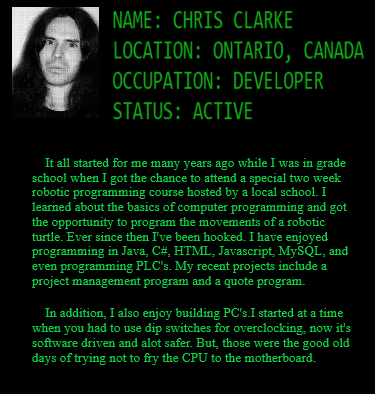 NAME: CHRIS CLARKE
LOCATION: ONTARIO, CANADA
OCCUPATION: DEVELOPER
STATUS: ACTIVE
It all started for me many years ago while I was in grade
school when I got the chance to attend a special two week
robotic programming course hosted by a local school. I
learned about the basics of computer programming and got
the opportunity to program the movements of a robotic
turtle. Ever since then I've been hooked. I have enjoyed
programming in Java, C#, HTML, Javascript, MySQL, and
even programming PLC's. My recent projects include a
project management program and a quote program.
In addition, I also enjoy building PC's.I started at a time
when you had to use dip switches for overclocking, now it's
software driven and alot safer. But, those were the good old
days of trying not to fry the CPU to the motherboard.